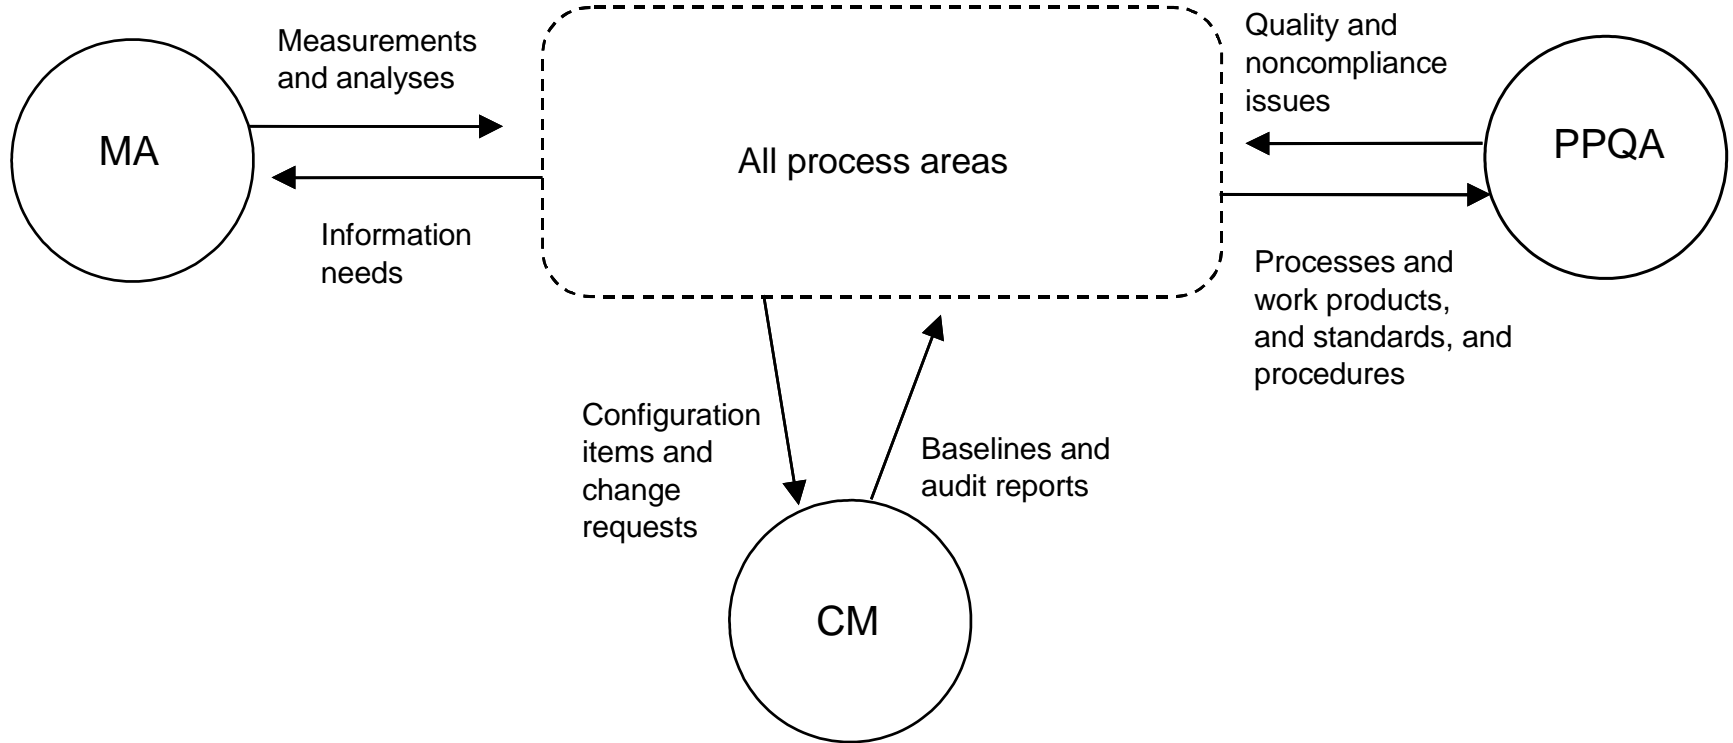 Measurements
and analyses
MA
Information
needs
All process areas
Quality and
noncompliance
issues
PPQA
Processes and
work products,
and standards, and
procedures
Configuration
items and
change
requests
Baselines and
audit reports
CM